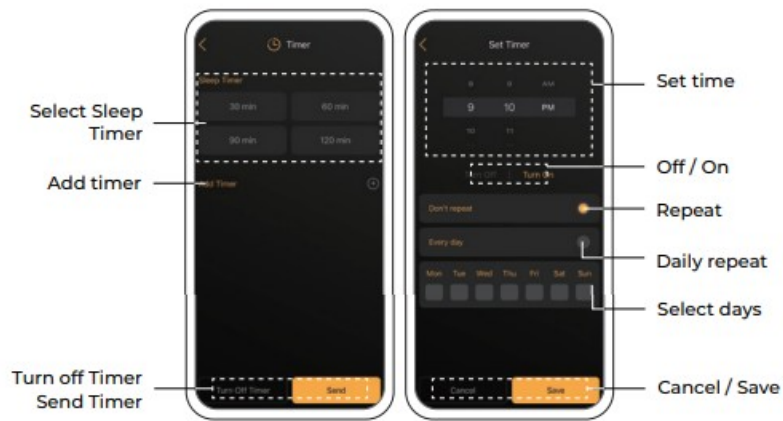 Timer
Sleep Timer
30 min
60 min
90 min
120 min
Add Timer
Turn Off Timer
Send
Select Sleep
Timer
Add timer
Turn off Timer
Send Timer
Set Timer
8 9 AM
9 10 PM
10 11
Turn Off | Turn On
Don't repeat
Every day
Mon Tue Wed Thu Fri Sat Sun
Cancel
Save
Set time
Off / On
Repeat
Daily repeat
Select days
Cancel / Save